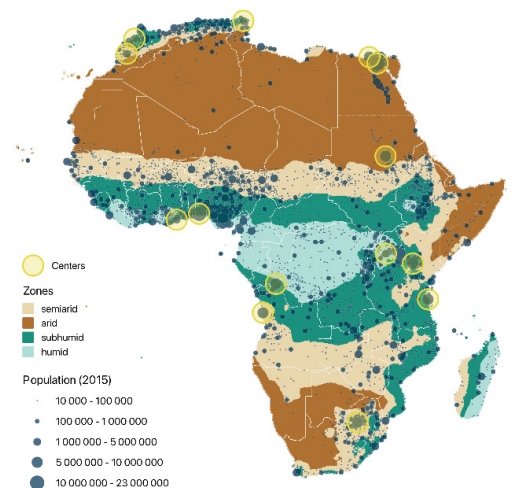 Centers
Zones
semiarid
arid
subhumid
humid
Population (2015)
10 000 - 100 000
100 000 - 1 000 000
1 000 000 - 5 000 000
5 000 000 - 10 000 000
10 000 000 - 23 000 000